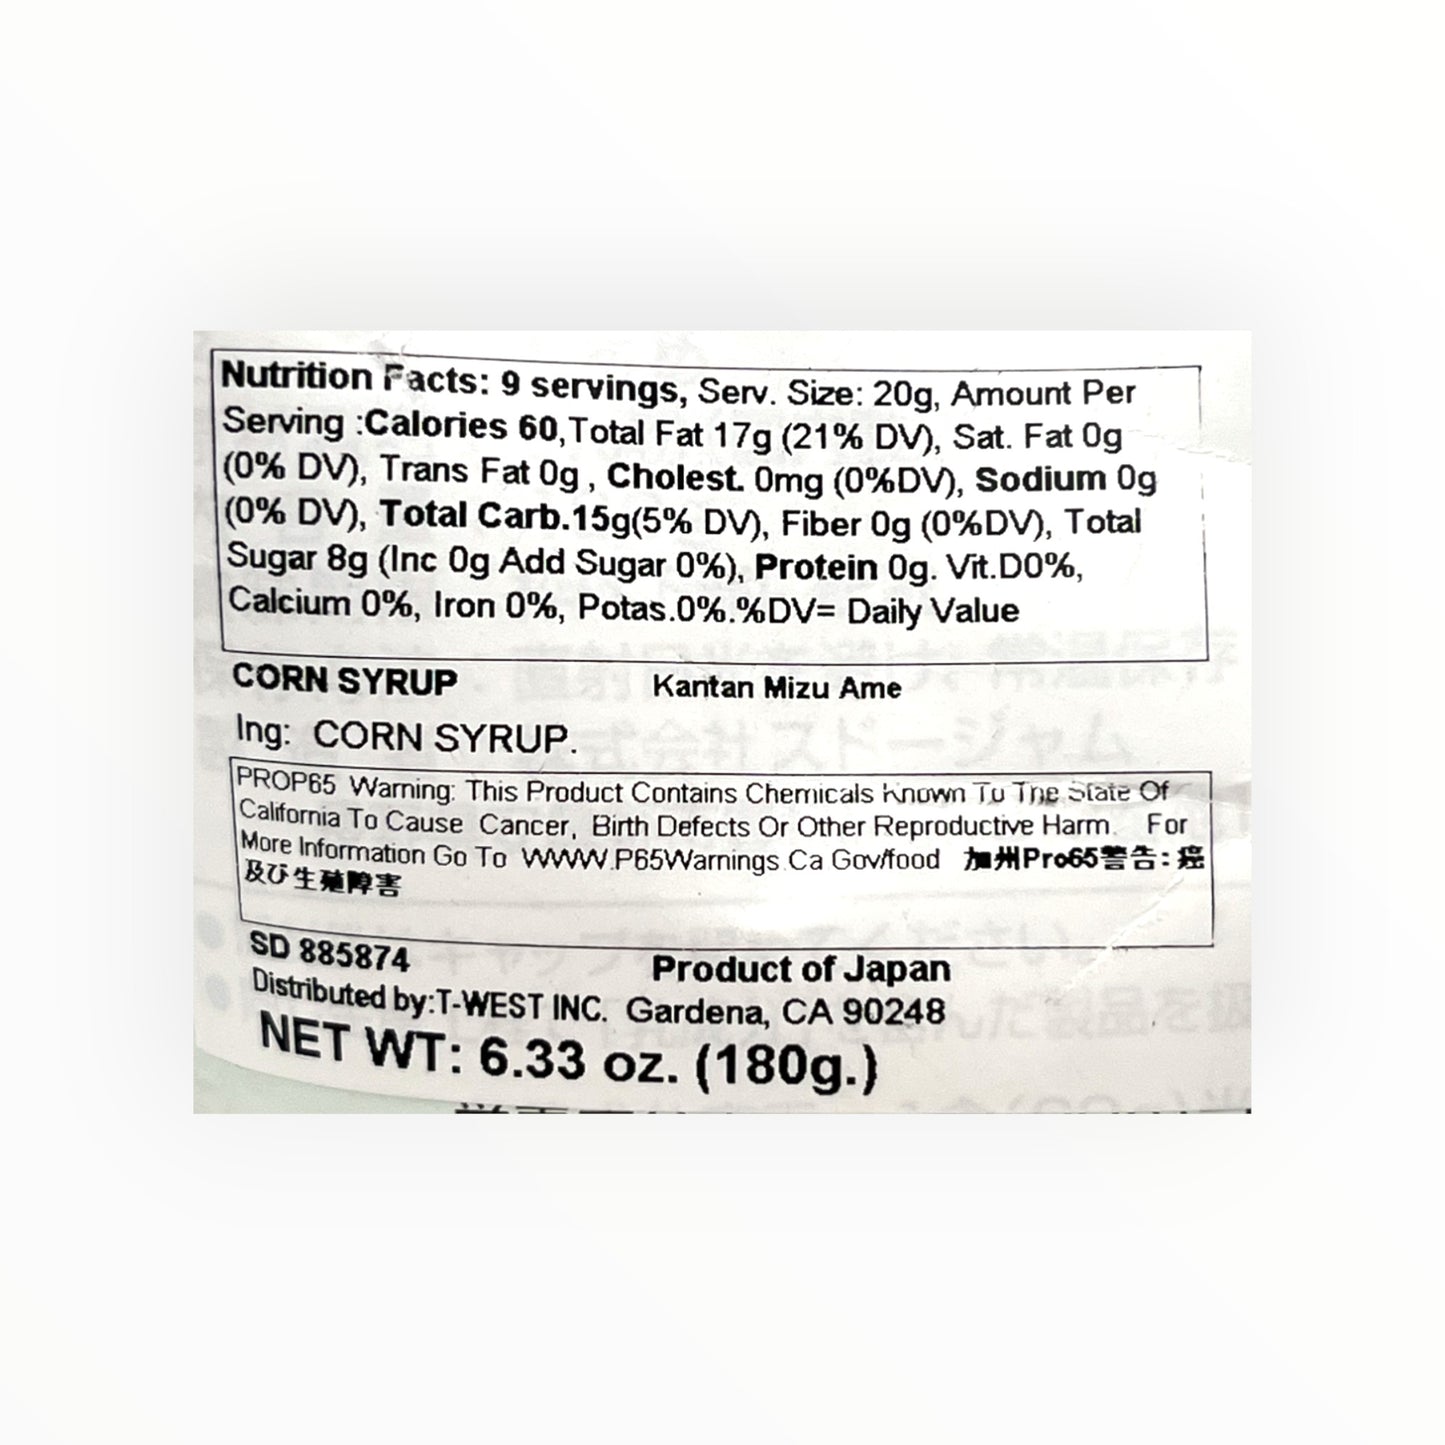 Nutrition Facts: 9 servings, Serv. Size: 20g, Amount Per
Serving :Calories 60,Total Fat 17g (21% DV), Sat. Fat 0g
(0% DV), Trans Fat 0g , Cholest. 0mg (0%DV), Sodium 0g
(0% DV), Total Carb.15g(5% DV), Fiber 0g (0%DV), Total
Sugar 8g (Inc 0g Add Sugar 0%), Protein 0g. Vit.D0%,
Calcium 0%, Iron 0%, Potas.0%.%DV= Daily Value
CORN SYRUP Kantan Mizu Ame
Ing: CORN SYRUP.
PROP65 Warning: This Product Contains Chemicals Known To The State Of
California To Cause Cancer, Birth Defects Or Other Reproductive Harm. For
More Information Go To WWW.P65Warnings.Ca Gov/food 加州Pro65警告:癌
及び生殖障害
SD 885874 Product of Japan
Distributed by:T-WEST INC. Gardena, CA 90248
NET WT: 6.33 oz. (180g.)